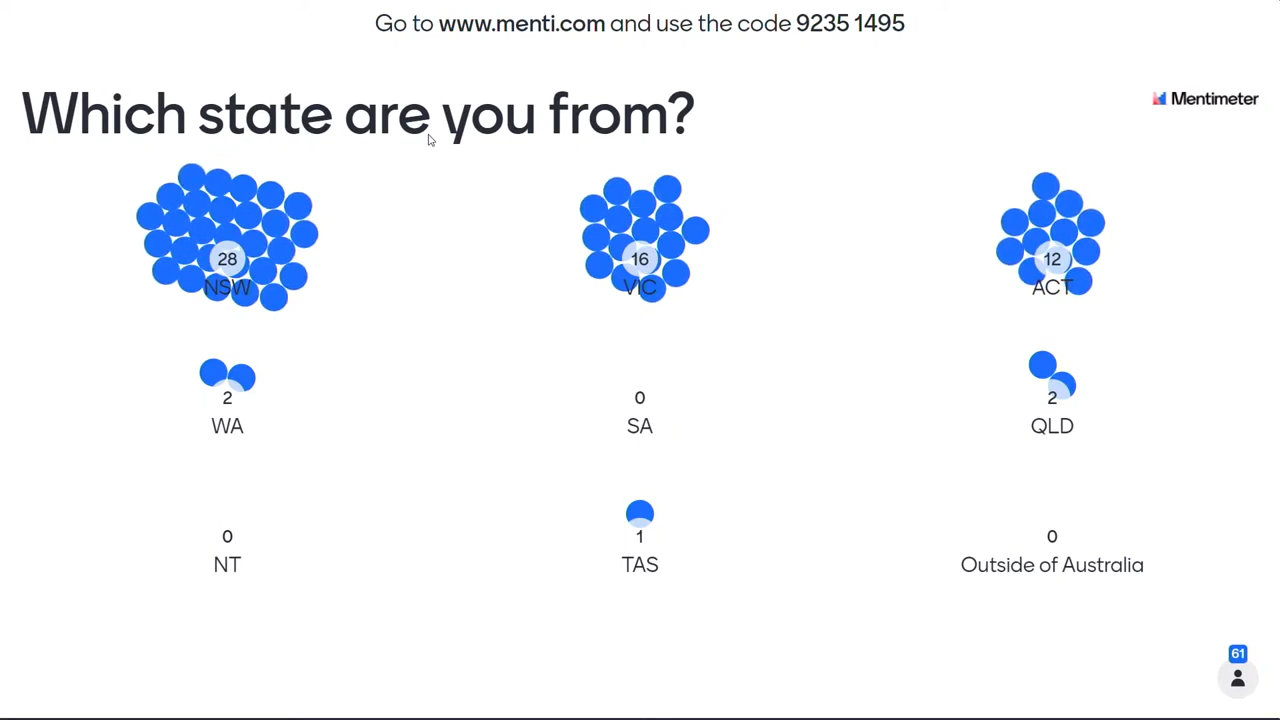 Go to www.menti.com and use the code 9235 1495
Which state are you from?
Mentimeter
28
NSW
16
VIC
12
ACT
2
WA
0
SA
2
QLD
0
NT
1
TAS
0
Outside of Australia
61